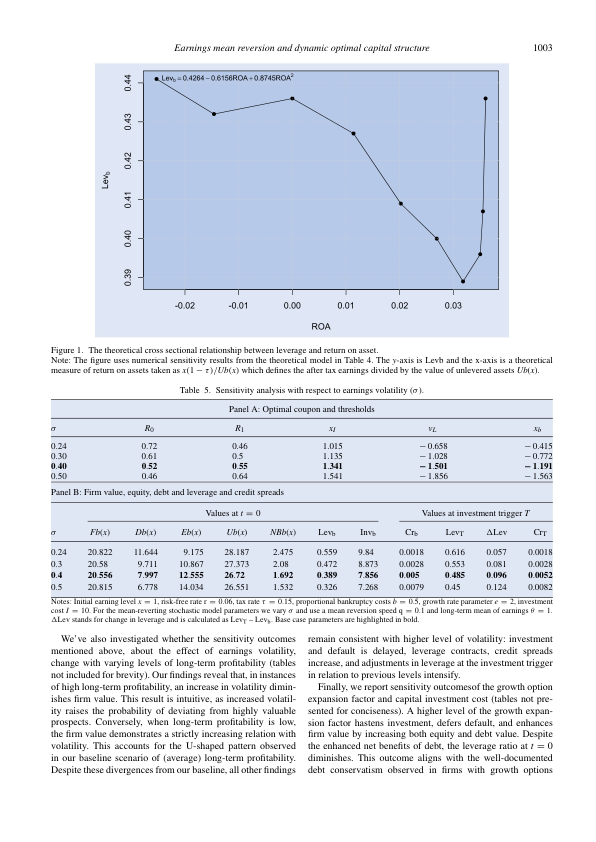 Earnings mean reversion and dynamic optimal capital structure 1003
Lev_b = 0.4264 − 0.6156ROA + 0.8745ROA²
0.44
0.43
0.42
0.41
0.40
0.39
Lev_b
-0.02 -0.01 0.00 0.01 0.02 0.03
ROA
Figure 1. The theoretical cross sectional relationship between leverage and return on asset.
Note: The figure uses numerical sensitivity results from the theoretical model in Table 4. The y-axis is Levb and the x-axis is a theoretical
measure of return on assets taken as x(1 − τ)/Ub(x) which defines the after tax earnings divided by the value of unlevered assets Ub(x).
Table 5. Sensitivity analysis with respect to earnings volatility (σ).
Panel A: Optimal coupon and thresholds
σ R₀ R₁ x_I v_L x_b
0.24 0.72 0.46 1.015 − 0.658 − 0.415
0.30 0.61 0.5 1.135 − 1.028 − 0.772
0.40 0.52 0.55 1.341 − 1.501 − 1.191
0.50 0.46 0.64 1.541 − 1.856 − 1.563
Panel B: Firm value, equity, debt and leverage and credit spreads
Values at t = 0 Values at investment trigger T
σ Fb(x) Db(x) Eb(x) Ub(x) NBb(x) Lev_b Inv_b Cr_b Lev_T ΔLev Cr_T
0.24 20.822 11.644 9.175 28.187 2.475 0.559 9.84 0.0018 0.616 0.057 0.0018
0.3 20.58 9.711 10.867 27.373 2.08 0.472 8.873 0.0028 0.553 0.081 0.0028
0.4 20.556 7.997 12.555 26.72 1.692 0.389 7.856 0.005 0.485 0.096 0.0052
0.5 20.815 6.778 14.034 26.551 1.532 0.326 7.268 0.0079 0.45 0.124 0.0082
Notes: Initial earning level x = 1, risk-free rate r = 0.06, tax rate τ = 0.15, proportional bankruptcy costs b = 0.5, growth rate parameter e = 2, investment
cost I = 10. For the mean-reverting stochastic model parameters we vary σ and use a mean reversion speed q = 0.1 and long-term mean of earnings θ = 1.
ΔLev stands for change in leverage and is calculated as Lev_T – Lev_b. Base case parameters are highlighted in bold.
We've also investigated whether the sensitivity outcomes
mentioned above, about the effect of earnings volatility,
change with varying levels of long-term profitability (tables
not included for brevity). Our findings reveal that, in instances
of high long-term profitability, an increase in volatility dimin-
ishes firm value. This result is intuitive, as increased volatil-
ity raises the probability of deviating from highly valuable
prospects. Conversely, when long-term profitability is low,
the firm value demonstrates a strictly increasing relation with
volatility. This accounts for the U-shaped pattern observed
in our baseline scenario of (average) long-term profitability.
Despite these divergences from our baseline, all other findings
remain consistent with higher level of volatility: investment
and default is delayed, leverage contracts, credit spreads
increase, and adjustments in leverage at the investment trigger
in relation to previous levels intensify.
Finally, we report sensitivity outcomesof the growth option
expansion factor and capital investment cost (tables not pre-
sented for conciseness). A higher level of the growth expan-
sion factor hastens investment, defers default, and enhances
firm value by increasing both equity and debt value. Despite
the enhanced net benefits of debt, the leverage ratio at t = 0
diminishes. This outcome aligns with the well-documented
debt conservatism observed in firms with growth options